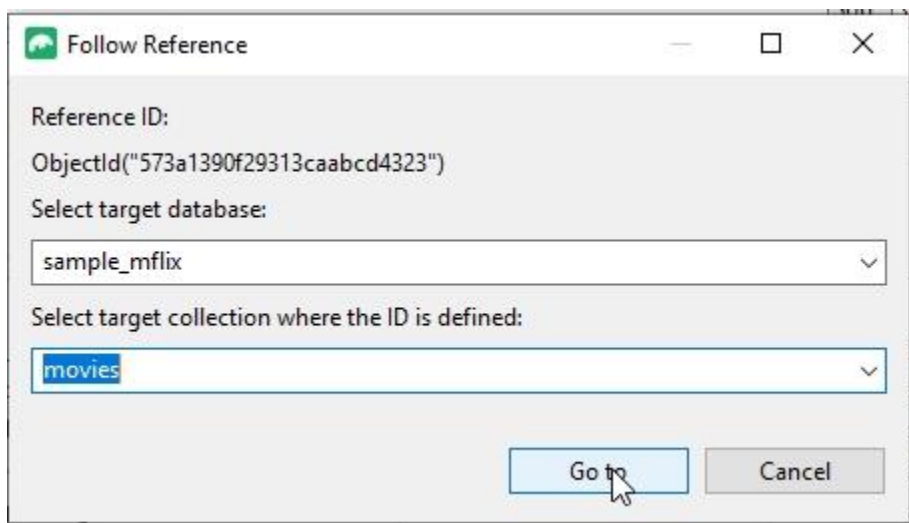 Follow Reference
Reference ID:
ObjectId("573a1390f29313caabcd4323")
Select target database:
sample_mflix
Select target collection where the ID is defined:
movies
Go to
Cancel